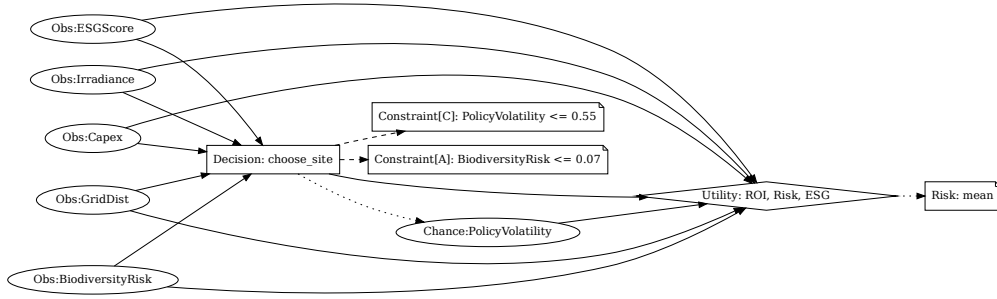 Obs:ESGScore
Obs:Irradiance
Obs:Capex
Obs:GridDist
Obs:BiodiversityRisk
Decision: choose_site
Constraint[C]: PolicyVolatility <= 0.55
Constraint[A]: BiodiversityRisk <= 0.07
Chance:PolicyVolatility
Utility: ROI, Risk, ESG
Risk: mean